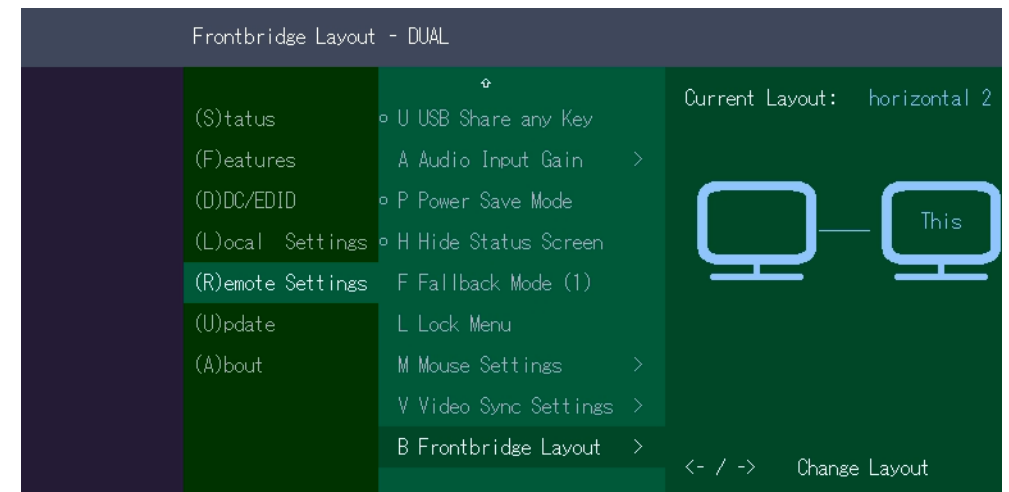 Frontbridge Layout - DUAL
(S)tatus
(F)eatures
(D)DC/EDID
(L)ocal Settings
(R)emote Settings
(U)pdate
(A)bout
U USB Share any Key
A Audio Input Gain >
P Power Save Mode
H Hide Status Screen
F Fallback Mode (1)
L Lock Menu
M Mouse Settings >
V Video Sync Settings >
B Frontbridge Layout >
Current Layout: horizontal 2
This
<- / -> Change Layout